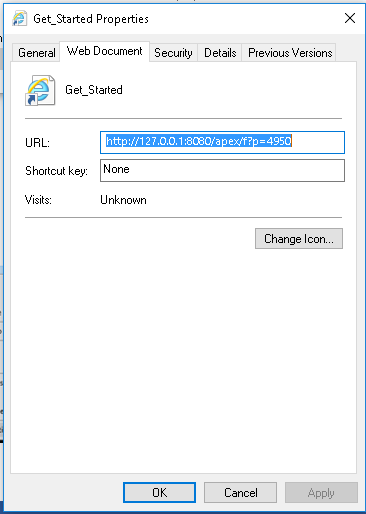 Get_Started Properties
General Web Document Security Details Previous Versions
Get_Started
URL: http://127.0.0.1:8080/apex/f?p=4950
Shortcut key: None
Visits: Unknown
Change Icon...
OK Cancel Apply